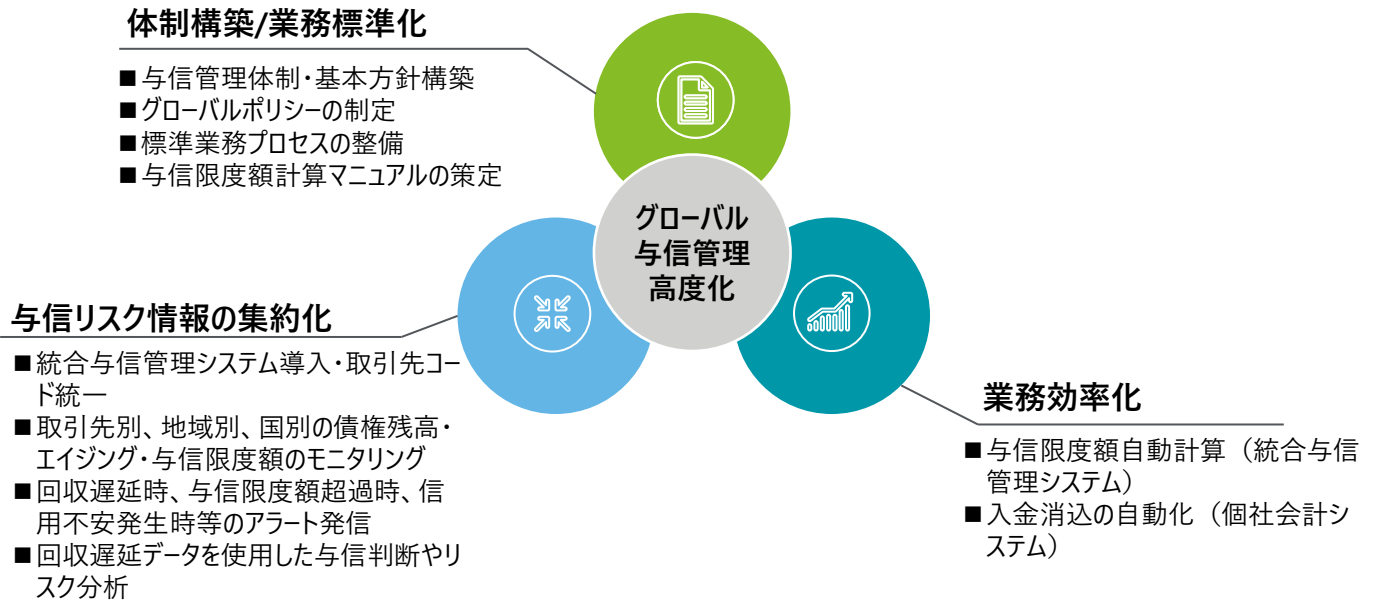 体制構築/業務標準化
■与信管理体制・基本方針構築
■グローバルポリシーの制定
■標準業務プロセスの整備
■与信限度額計算マニュアルの策定
グローバル
与信管理
高度化
与信リスク情報の集約化
■統合与信管理システム導入・取引先コー
ド統一
■取引先別、地域別、国別の債権残高・
エイジング・与信限度額のモニタリング
■回収遅延時、与信限度額超過時、信
用不安発生時等のアラート発信
■回収遅延データを使用した与信判断やリ
スク分析
業務効率化
■与信限度額自動計算（統合与信
管理システム）
■入金消込の自動化（個社会計シ
ステム）